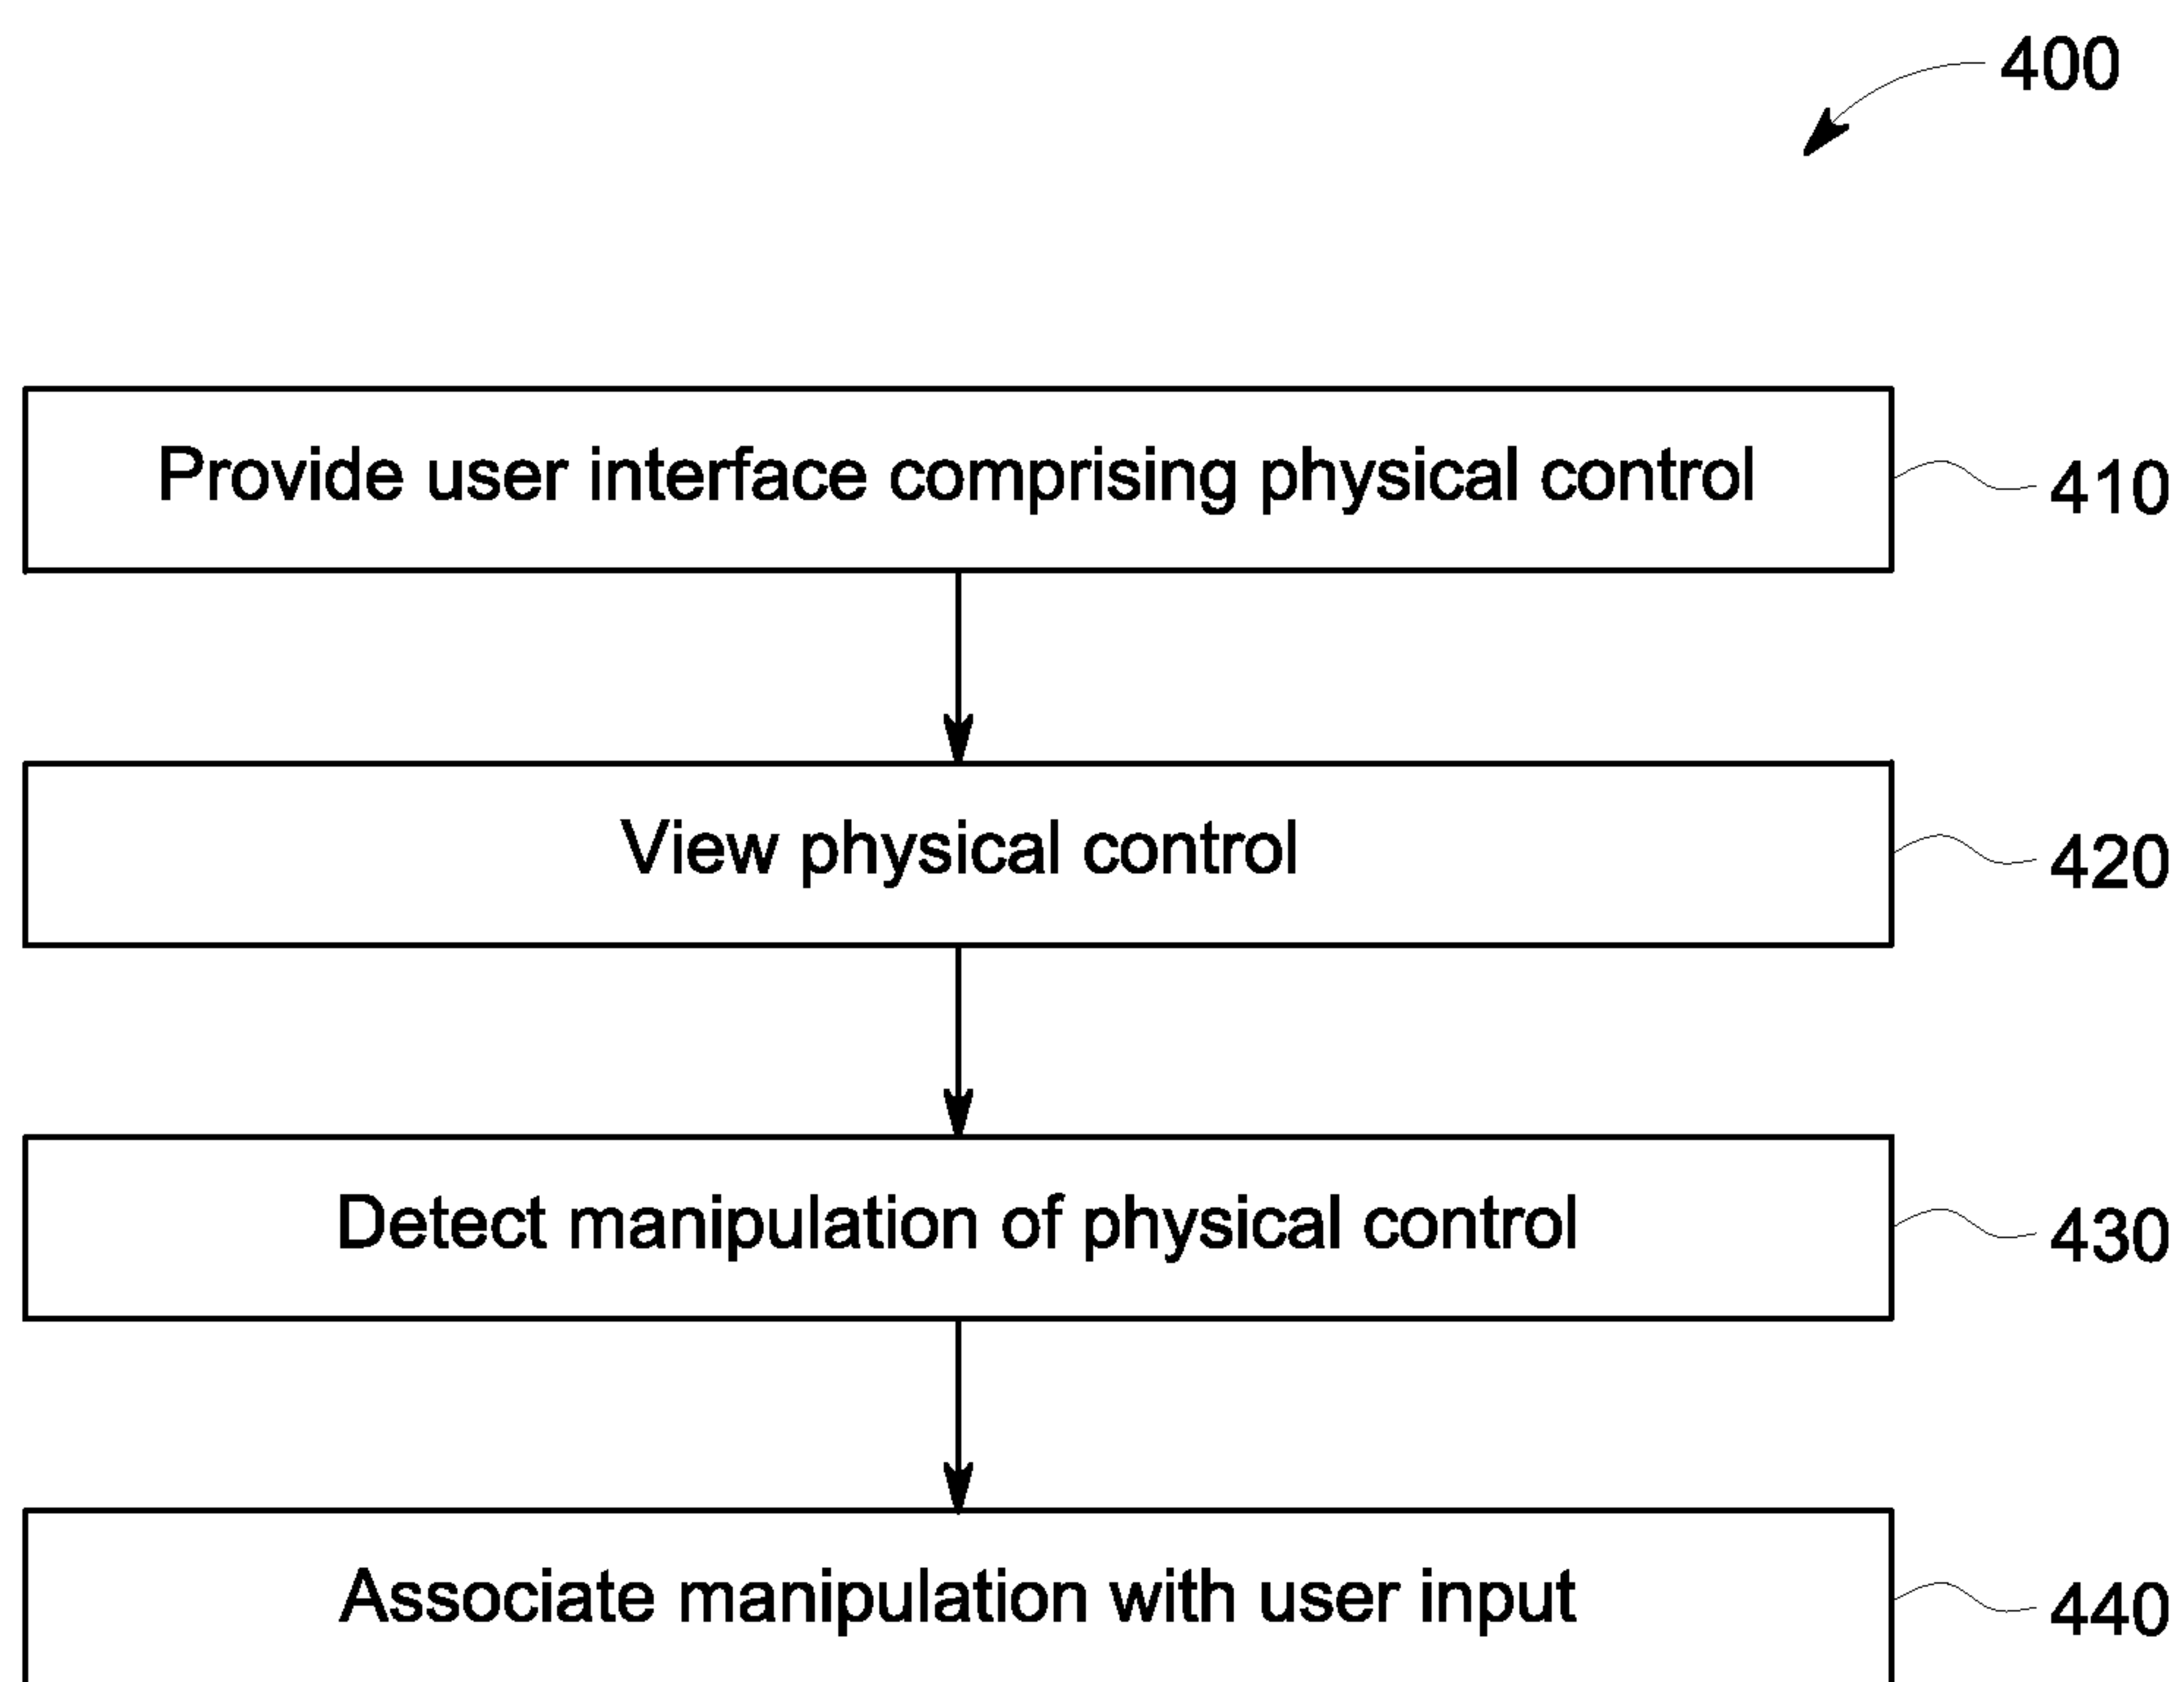 400
Provide user interface comprising physical control
410
View physical control
420
Detect manipulation of physical control
430
Associate manipulation with user input
440